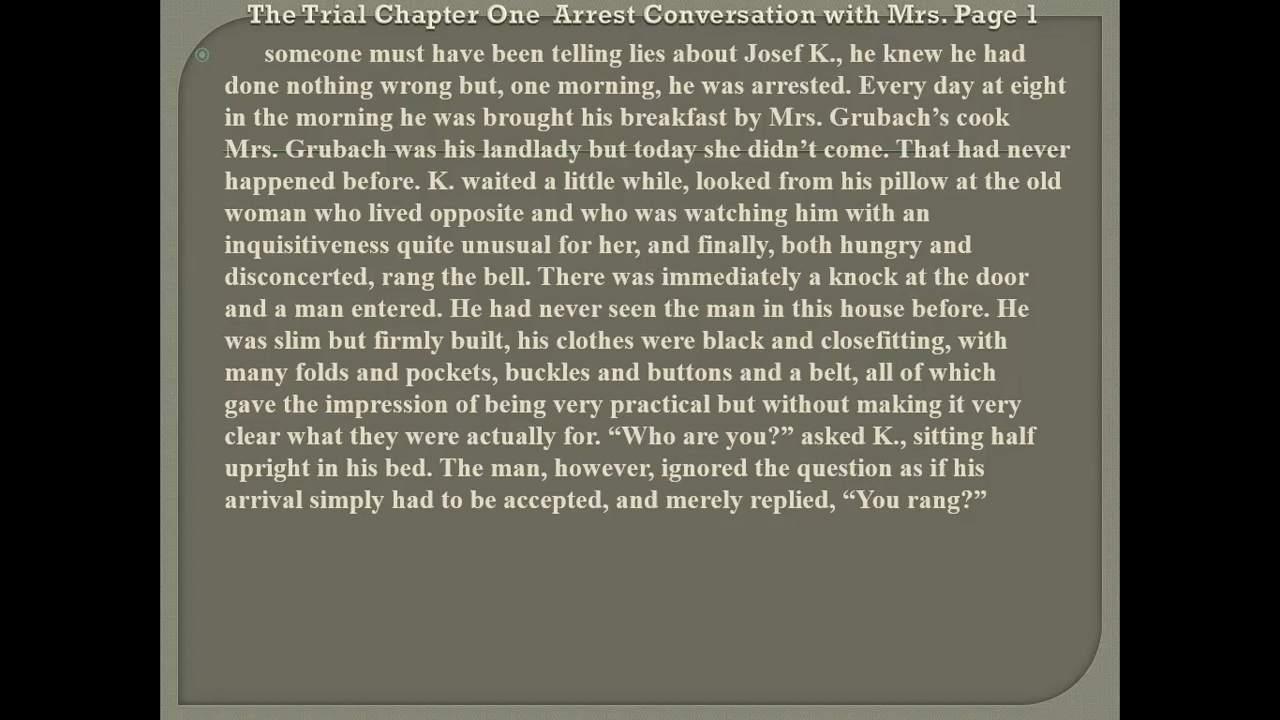 The Trial Chapter One Arrest Conversation with Mrs. Page 1
someone must have been telling lies about Josef K., he knew he had
done nothing wrong but, one morning, he was arrested. Every day at eight
in the morning he was brought his breakfast by Mrs. Grubach’s cook
Mrs. Grubach was his landlady but today she didn’t come. That had never
happened before. K. waited a little while, looked from his pillow at the old
woman who lived opposite and who was watching him with an
inquisitiveness quite unusual for her, and finally, both hungry and
disconcerted, rang the bell. There was immediately a knock at the door
and a man entered. He had never seen the man in this house before. He
was slim but firmly built, his clothes were black and closefitting, with
many folds and pockets, buckles and buttons and a belt, all of which
gave the impression of being very practical but without making it very
clear what they were actually for. “Who are you?” asked K., sitting half
upright in his bed. The man, however, ignored the question as if his
arrival simply had to be accepted, and merely replied, “You rang?”